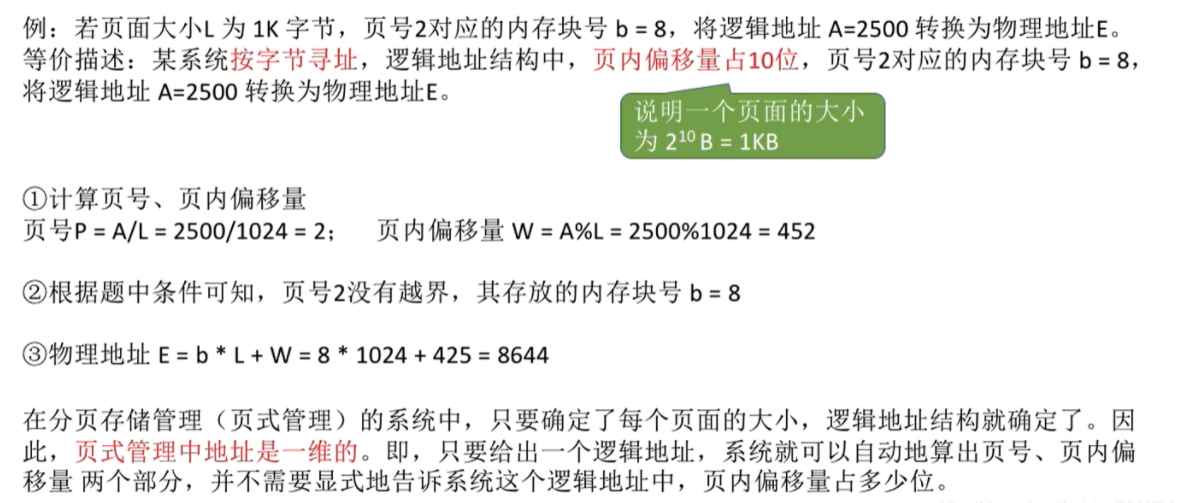 例：若页面大小L 为 1K 字节，页号2对应的内存块号 b = 8，将逻辑地址 A=2500 转换为物理地址E。
等价描述：某系统按字节寻址，逻辑地址结构中，页内偏移量占10位，页号2对应的内存块号 b = 8，
将逻辑地址 A=2500 转换为物理地址E。
说明一个页面的大小
为 2¹⁰ B = 1KB
①计算页号、页内偏移量
页号P = A/L = 2500/1024 = 2； 页内偏移量 W = A%L = 2500%1024 = 452
②根据题中条件可知，页号2没有越界，其存放的内存块号 b = 8
③物理地址 E = b * L + W = 8 * 1024 + 425 = 8644
在分页存储管理（页式管理）的系统中，只要确定了每个页面的大小，逻辑地址结构就确定了。因
此，页式管理中地址是一维的。即，只要给出一个逻辑地址，系统就可以自动地算出页号、页内偏
移量 两个部分，并不需要显式地告诉系统这个逻辑地址中，页内偏移量占多少位。